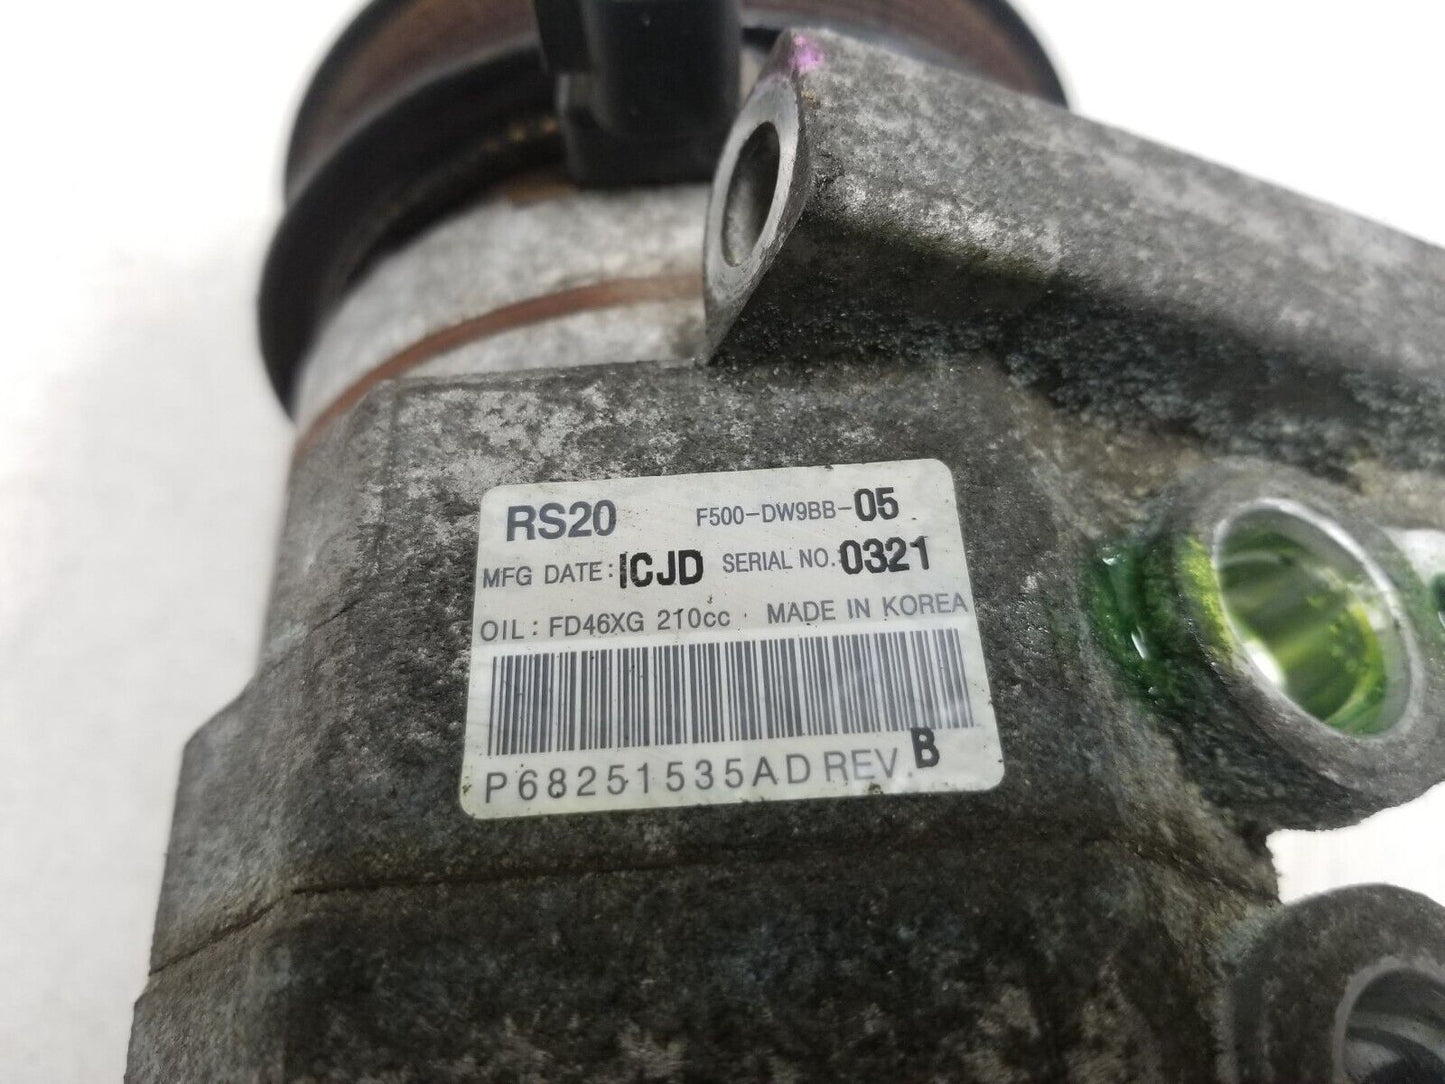 RS20 F500-DW9BB-05
MFG DATE: ICJD SERIAL NO. 0321
OIL: FD46XG 210cc MADE IN KOREA
P68251535AD REV. B